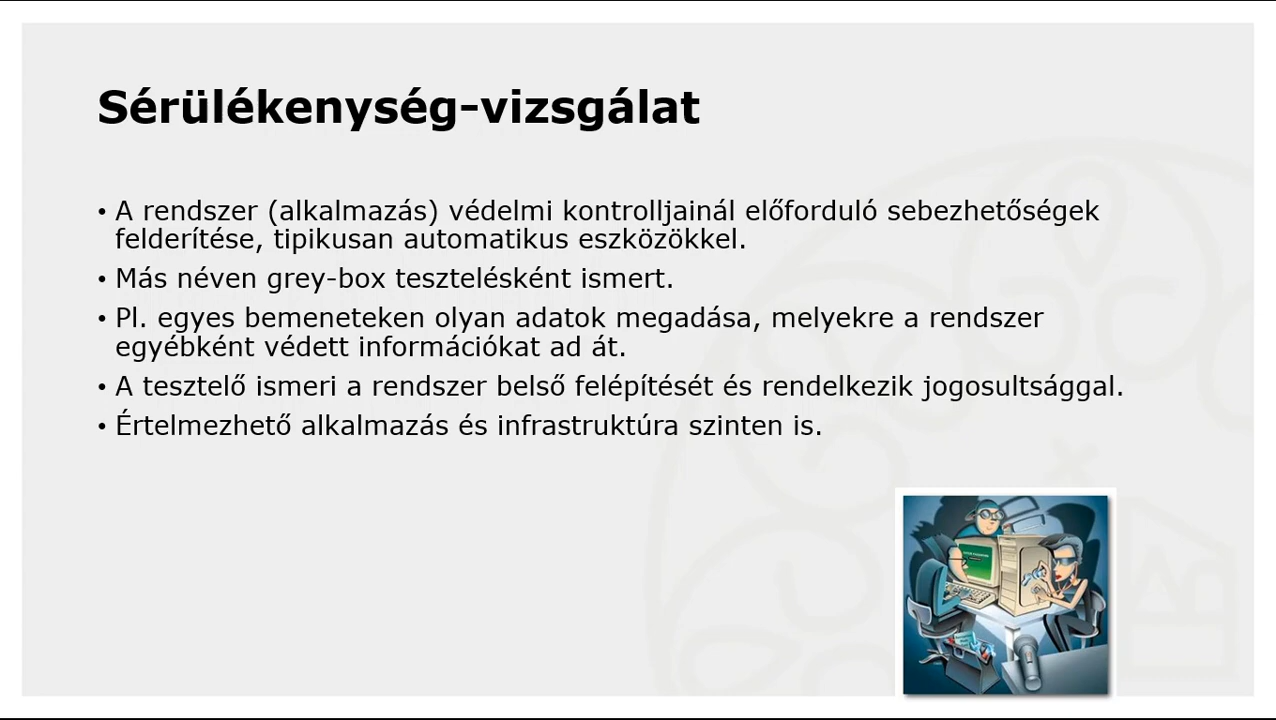 Sérülékenység-vizsgálat
• A rendszer (alkalmazás) védelmi kontrolljainál előforduló sebezhetőségek
felderítése, tipikusan automatikus eszközökkel.
• Más néven grey-box tesztelésként ismert.
• Pl. egyes bemeneteken olyan adatok megadása, melyekre a rendszer
egyébként védett információkat ad át.
• A tesztelő ismeri a rendszer belső felépítését és rendelkezik jogosultsággal.
• Értelmezhető alkalmazás és infrastruktúra szinten is.